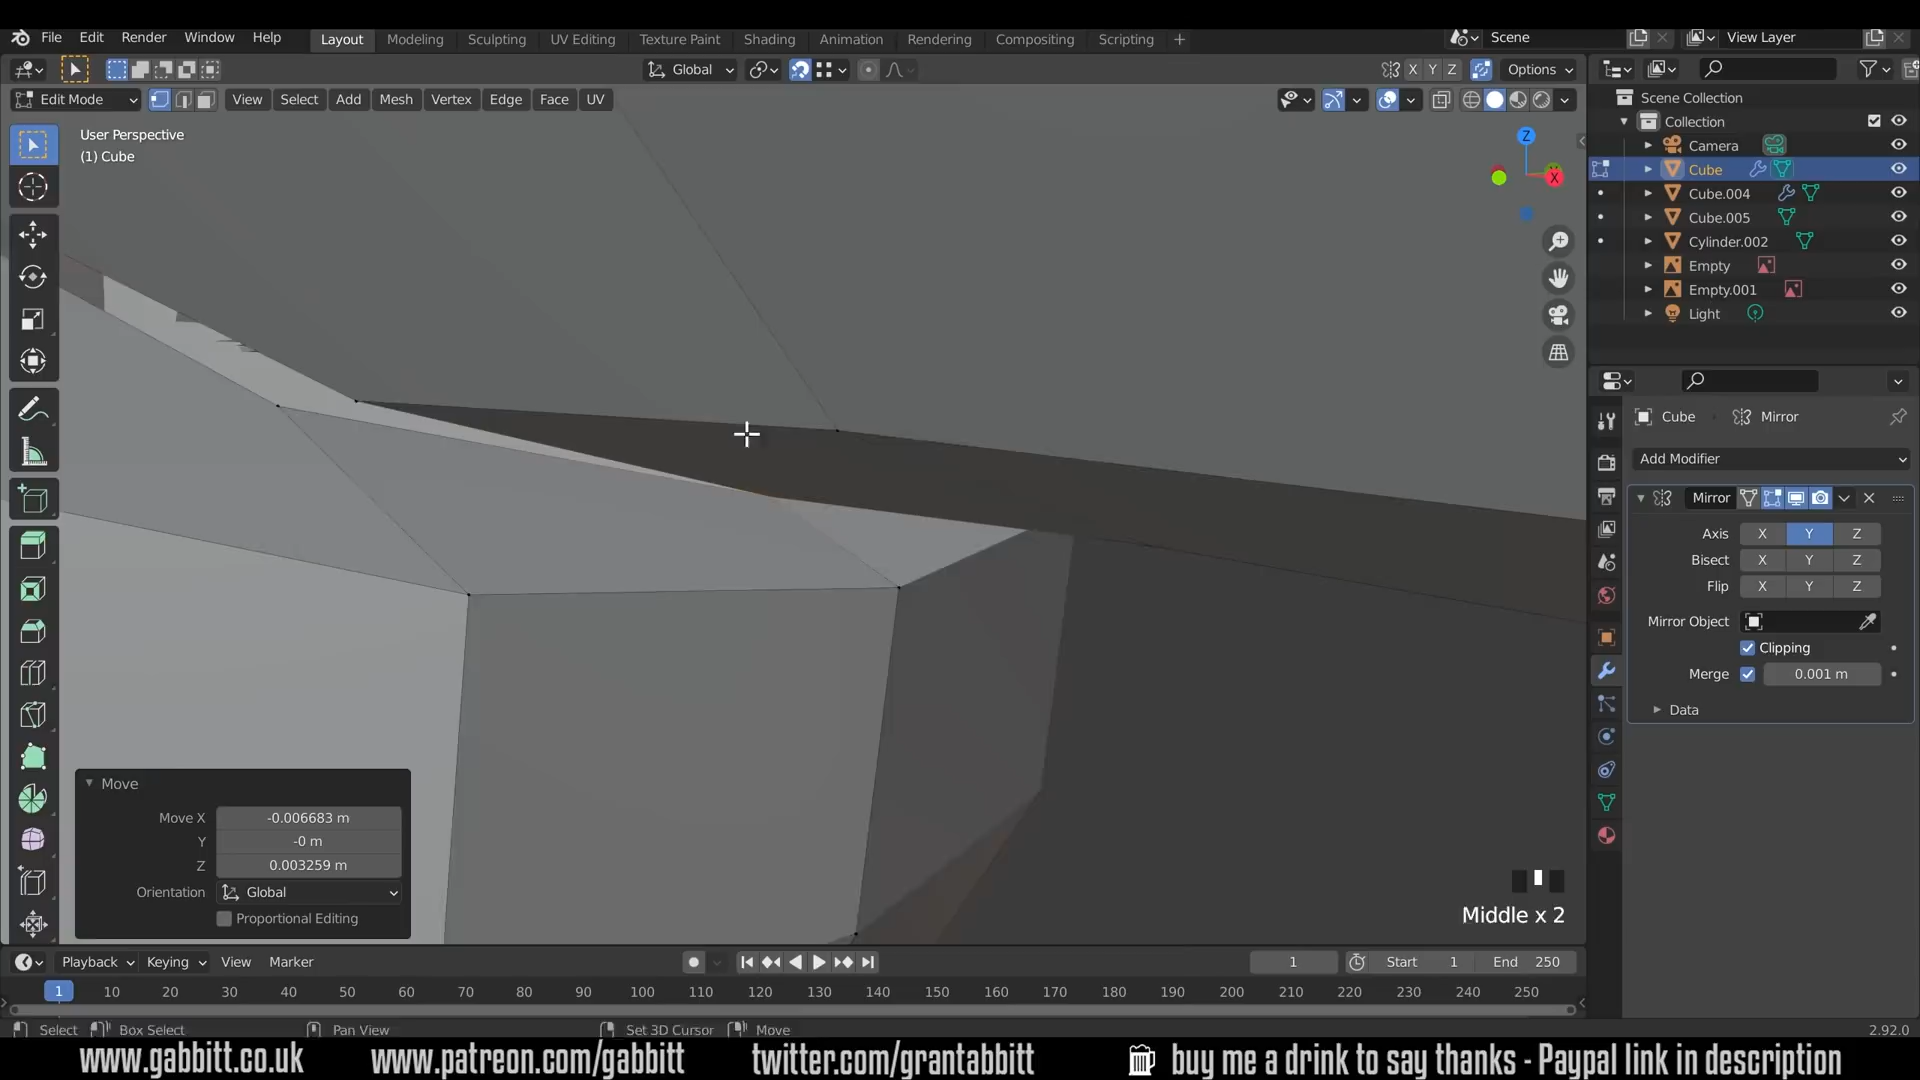 File Edit Render Window Help Layout Modeling Sculpting UV Editing Texture Paint Shading Animation Rendering Compositing Scripting + Scene View Layer
Global X Y Z Options
Edit Mode View Select Add Mesh Vertex Edge Face UV
User Perspective
(1) Cube
Z
X
Scene Collection
Collection
Camera
Cube
Cube.004
Cube.005
Cylinder.002
Empty
Empty.001
Light
Cube Mirror
Add Modifier
Mirror
Axis X Y Z
Bisect X Y Z
Flip X Y Z
Mirror Object
Clipping
Merge 0.001 m
Data
Move
Move X -0.006683 m
Y -0 m
Z 0.003259 m
Orientation Global
Proportional Editing
Middle x 2
Playback Keying View Marker 1 Start 1 End 250
1 10 20 30 40 50 60 70 80 90 100 110 120 130 140 150 160 170 180 190 200 210 220 230 240 250
Select Box Select Pan View Set 3D Cursor Move 2.92.0
www.gabbitt.co.uk www.patreon.com/gabbitt twitter.com/grantabbitt buy me a drink to say thanks - Paypal link in description